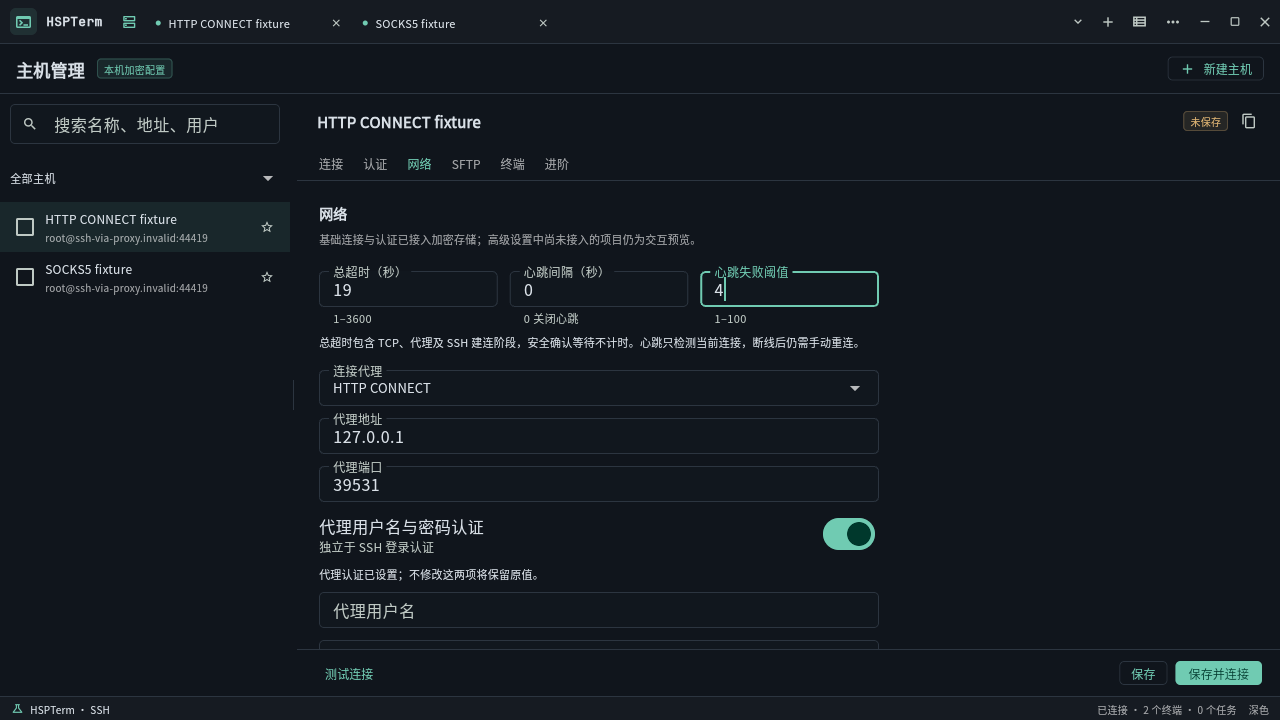 HSPTerm
HTTP CONNECT fixture
SOCKS5 fixture
主机管理
本机加密配置
新建主机
搜索名称、地址、用户
全部主机
HTTP CONNECT fixture
root@ssh-via-proxy.invalid:44419
SOCKS5 fixture
root@ssh-via-proxy.invalid:44419
HTTP CONNECT fixture
未保存
连接 认证 网络 SFTP 终端 进阶
网络
基础连接与认证已接入加密存储；高级设置中尚未接入的项目仍为交互预览。
总超时（秒） 心跳间隔（秒） 心跳失败阈值
19 0 4
1–3600 0 关闭心跳 1–100
总超时包含 TCP、代理及 SSH 建连阶段，安全确认等待不计时。心跳只检测当前连接，断线后仍需手动重连。
连接代理
HTTP CONNECT
代理地址
127.0.0.1
代理端口
39531
代理用户名与密码认证
独立于 SSH 登录认证
代理认证已设置；不修改这两项将保留原值。
代理用户名
测试连接
保存
保存并连接
HSPTerm · SSH
已连接 · 2 个终端 · 0 个任务 深色